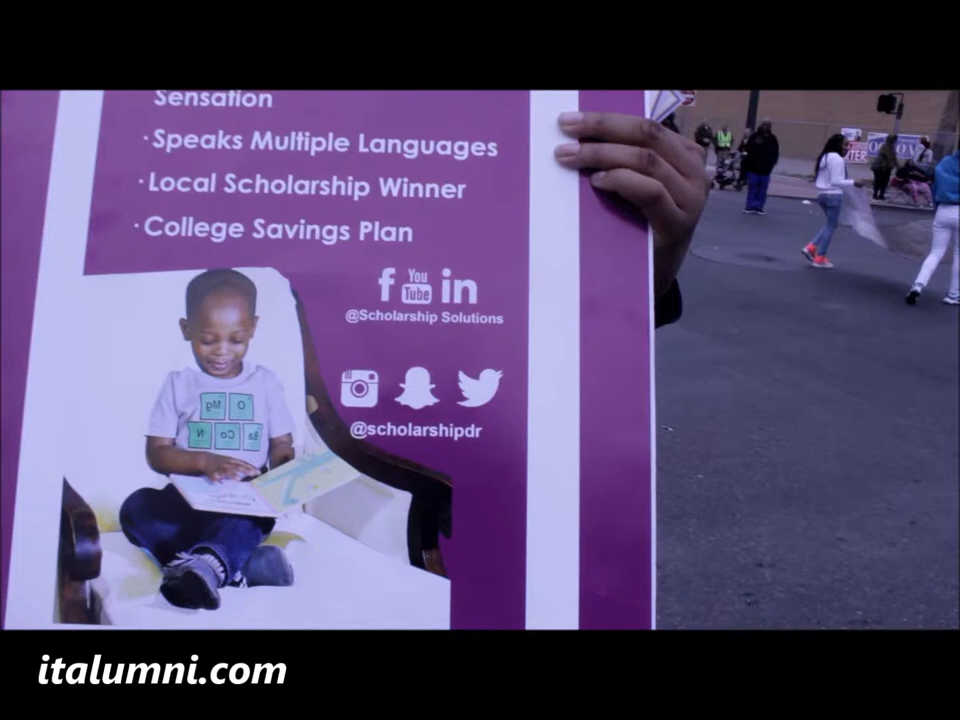 Sensation
· Speaks Multiple Languages
· Local Scholarship Winner
· College Savings Plan
f You Tube in
@Scholarship Solutions
@scholarshipdr
Mg O
N Co Ba
italumni.com